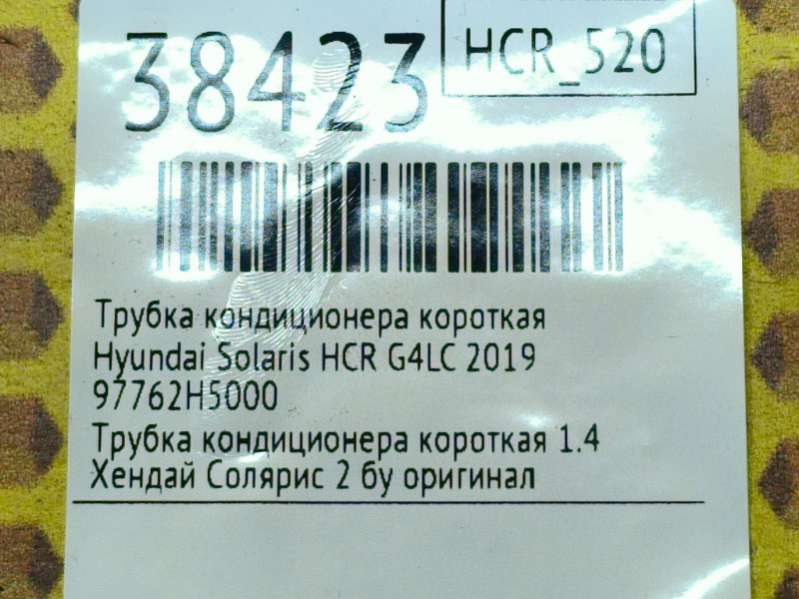 38423
HCR_520
Трубка кондиционера короткая
Hyundai Solaris HCR G4LC 2019
97762H5000
Трубка кондиционера короткая 1.4
Хендай Солярис 2 бу оригинал